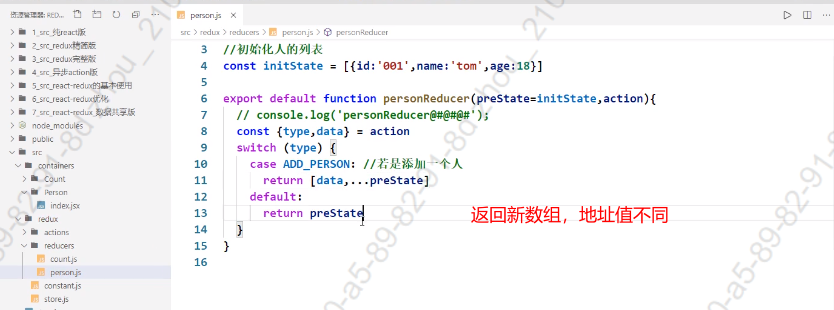 资源管理器: RED...
person.js
1_src_纯react版
2_src_redux精简版
3_src_redux完整版
4_src_异步action版
5_src_react-redux的基本使用
6_src_react-redux优化
7_src_react-redux_数据共享版
node_modules
public
src
containers
Count
Person
index.jsx
redux
actions
reducers
count.js
person.js
constant.js
store.js
src > redux > reducers > person.js > personReducer
3 //初始化人的列表
4 const initState = [{id:'001',name:'tom',age:18}]
5
6 export default function personReducer(preState=initState,action){
7 // console.log('personReducer@#@#@#');
8 const {type,data} = action
9 switch (type) {
10 case ADD_PERSON: //若是添加一个人
11 return [data,...preState]
12 default:
13 return preState
14 }
15 }
16
返回新数组，地址值不同